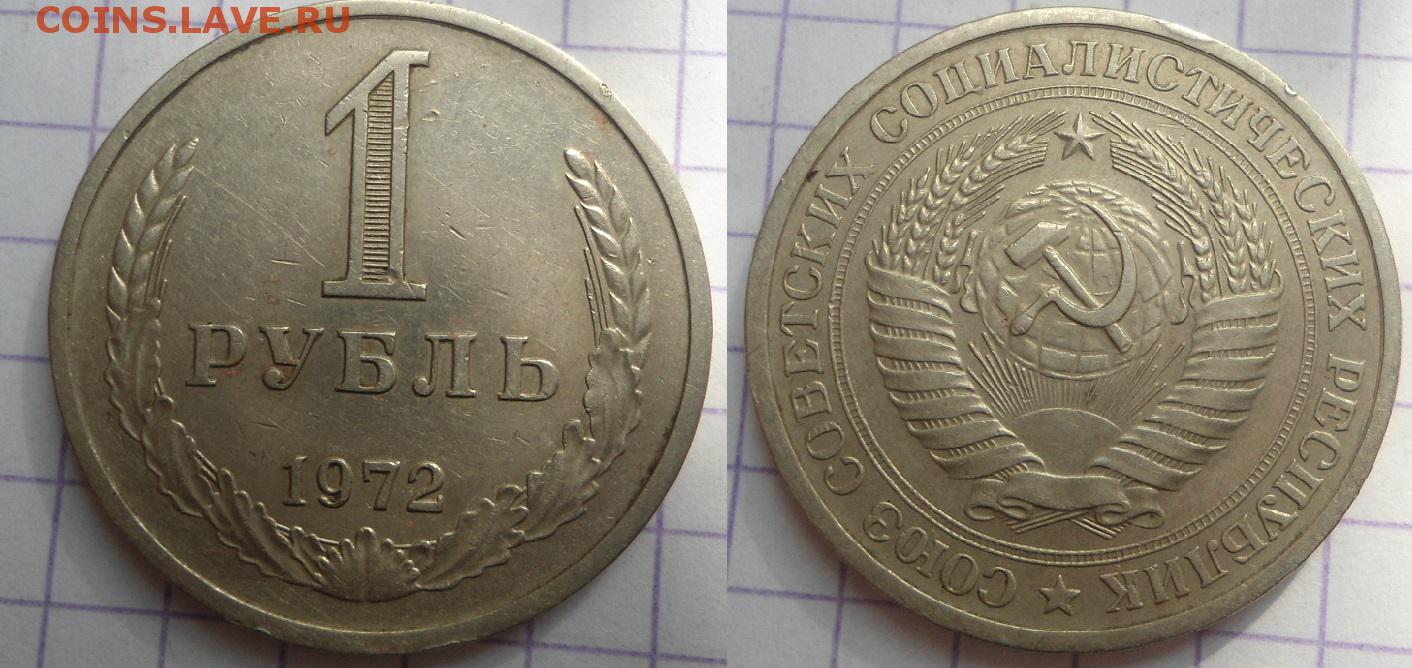 COINS.LAVE.RU
1
РУБЛЬ
1972
СОЮЗ СОВЕТСКИХ СОЦИАЛИСТИЧЕСКИХ РЕСПУБЛИК